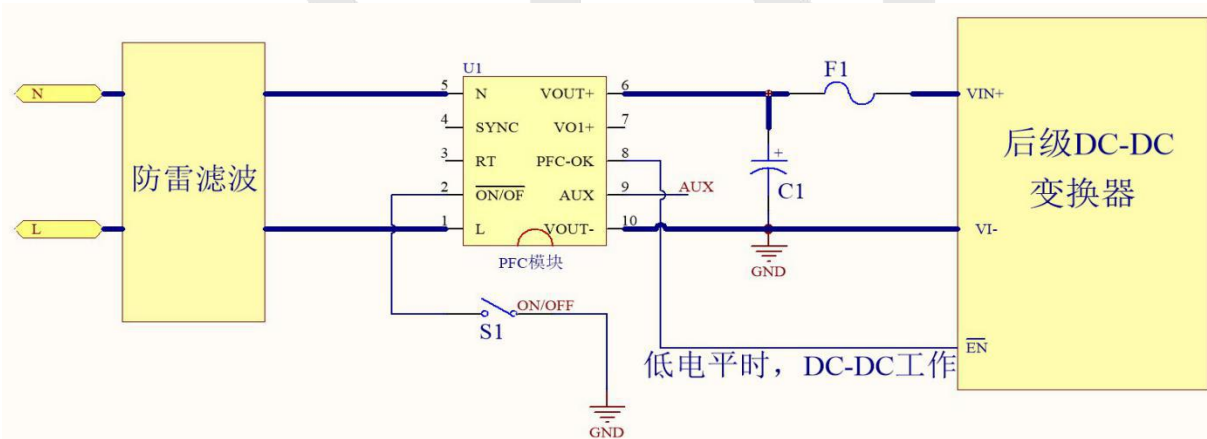 U1
F1
N
5
N
VOUT+
6
VIN+
4
SYNC
VO1+
7
后级DC-DC
变换器
防雷滤波
3
RT
PFC-OK
8
2
ON/OF
AUX
9
AUX
+
C1
L
1
L
VOUT-
10
VI-
PFC模块
GND
ON/OFF
S1
低电平时，DC-DC工作
EN
GND